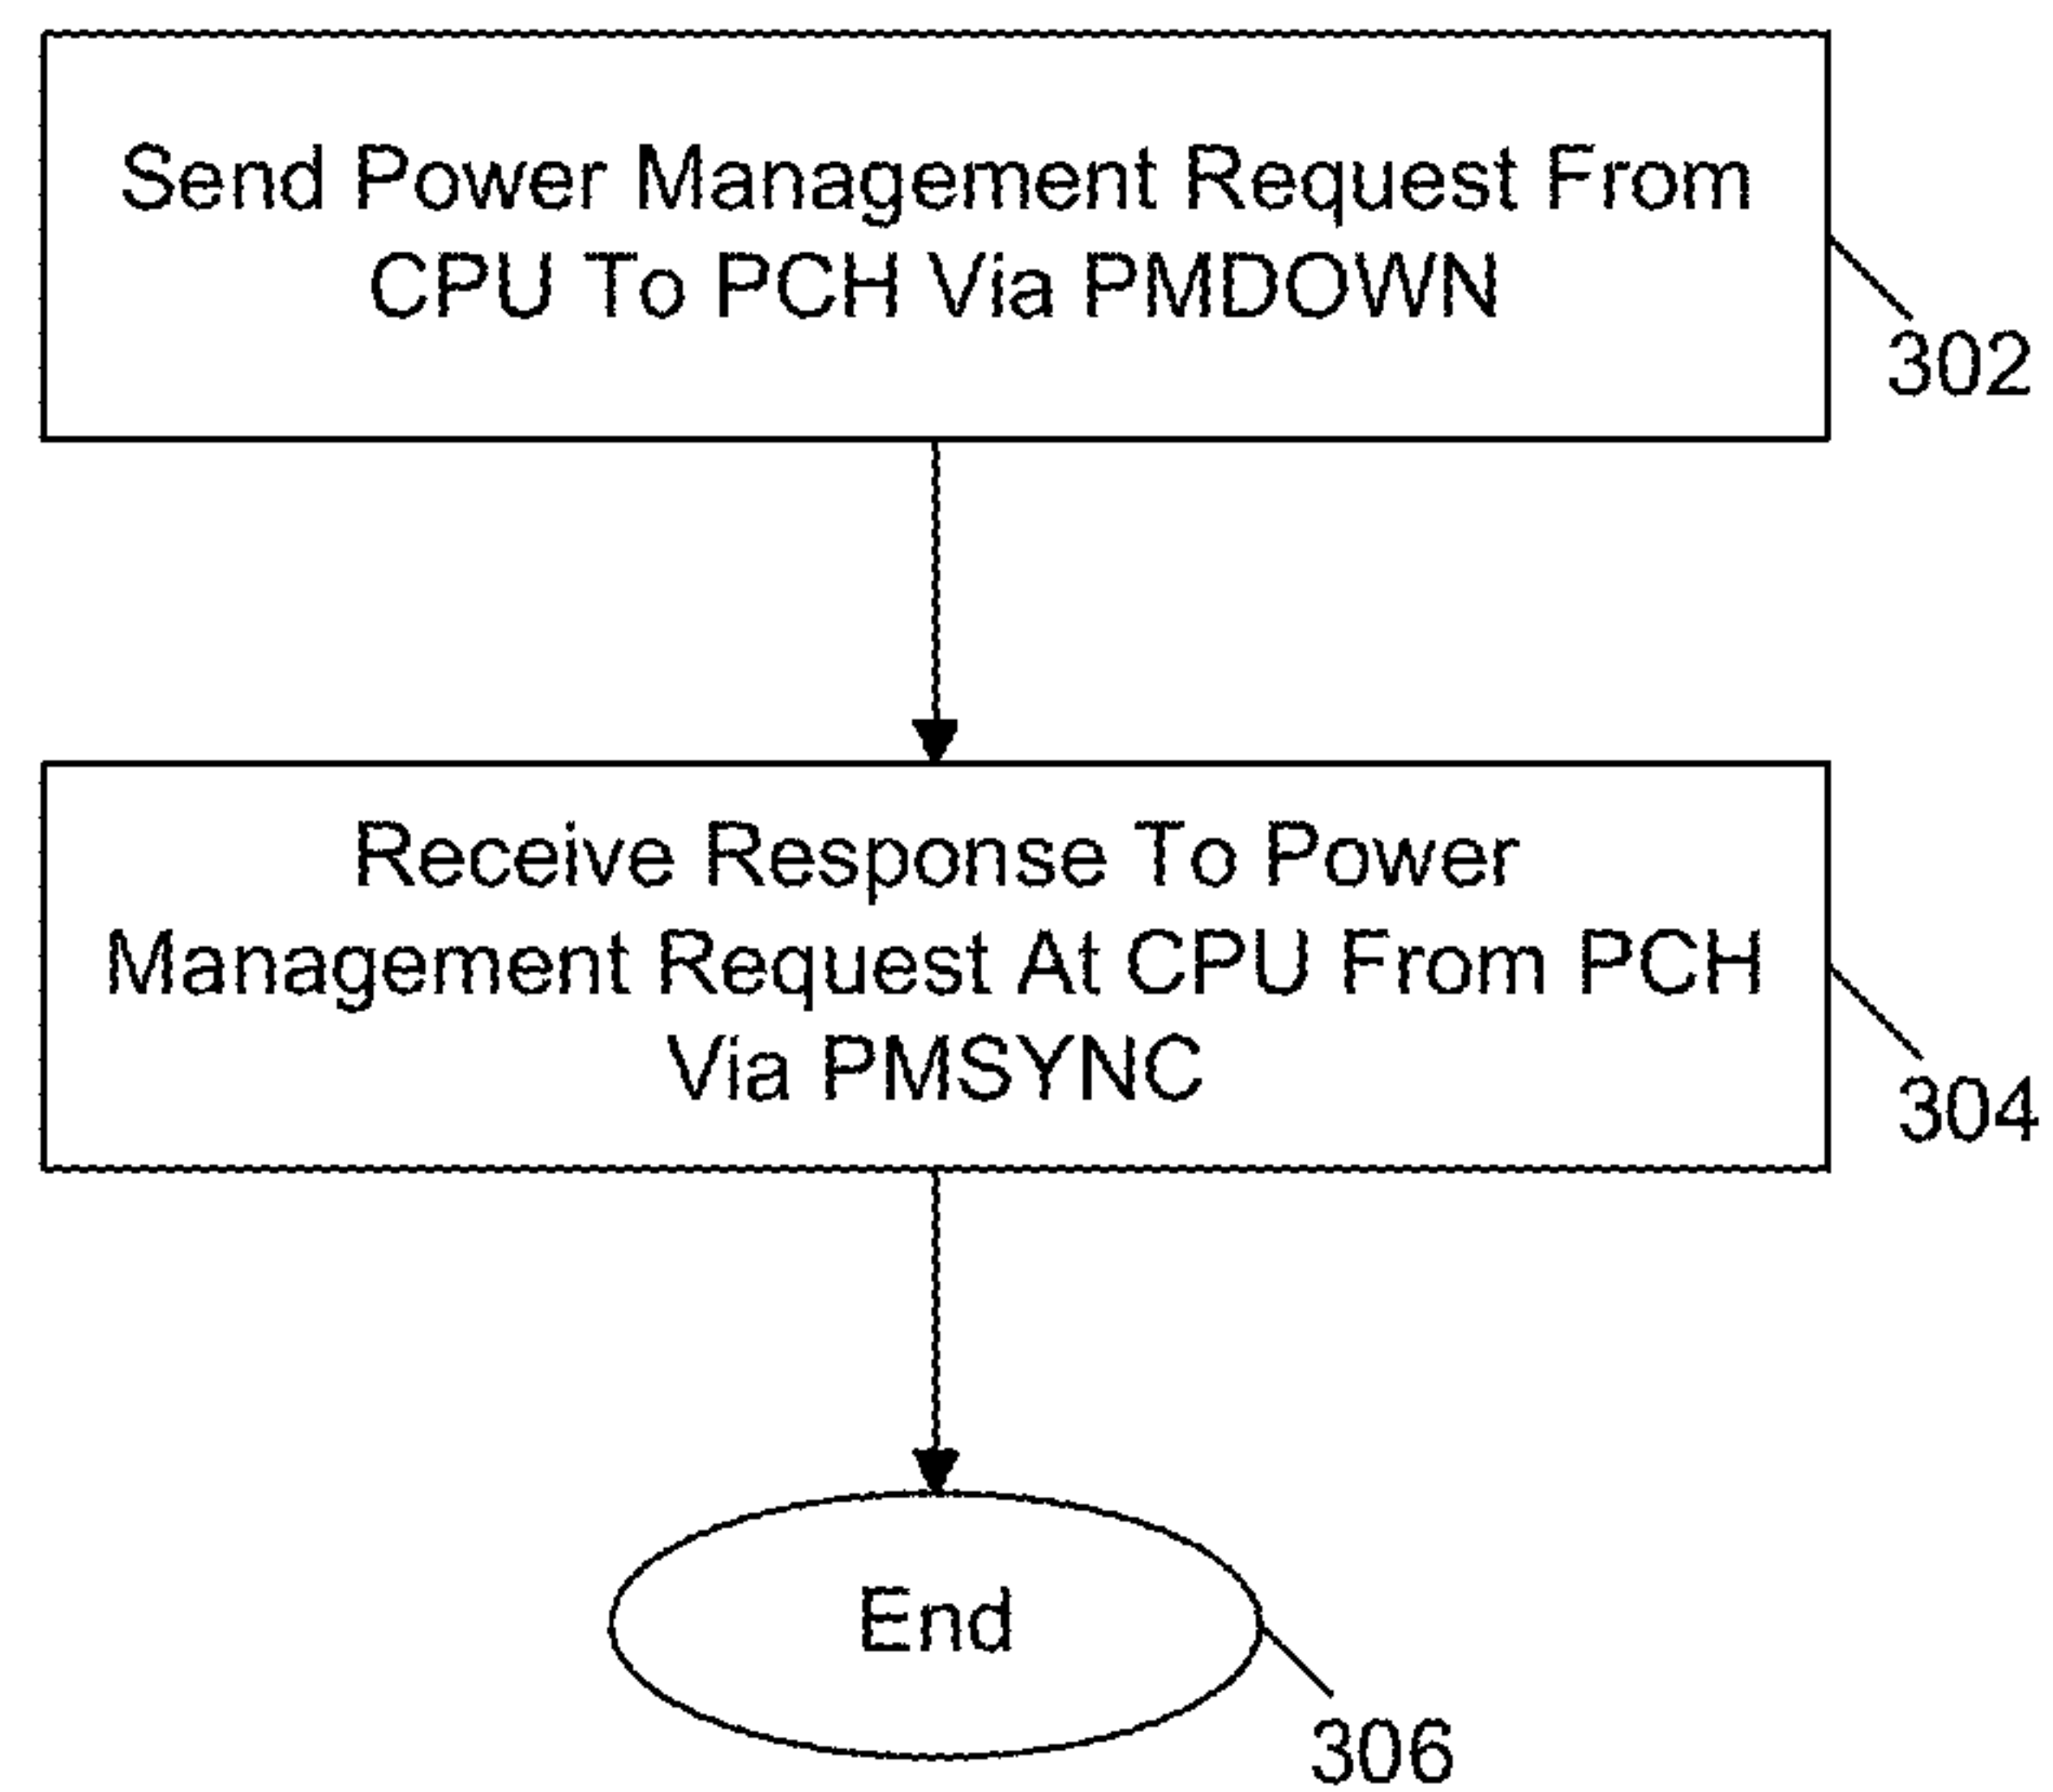 Send Power Management Request From
CPU To PCH Via PMDOWN
302
Receive Response To Power
Management Request At CPU From PCH
Via PMSYNC
304
End
306